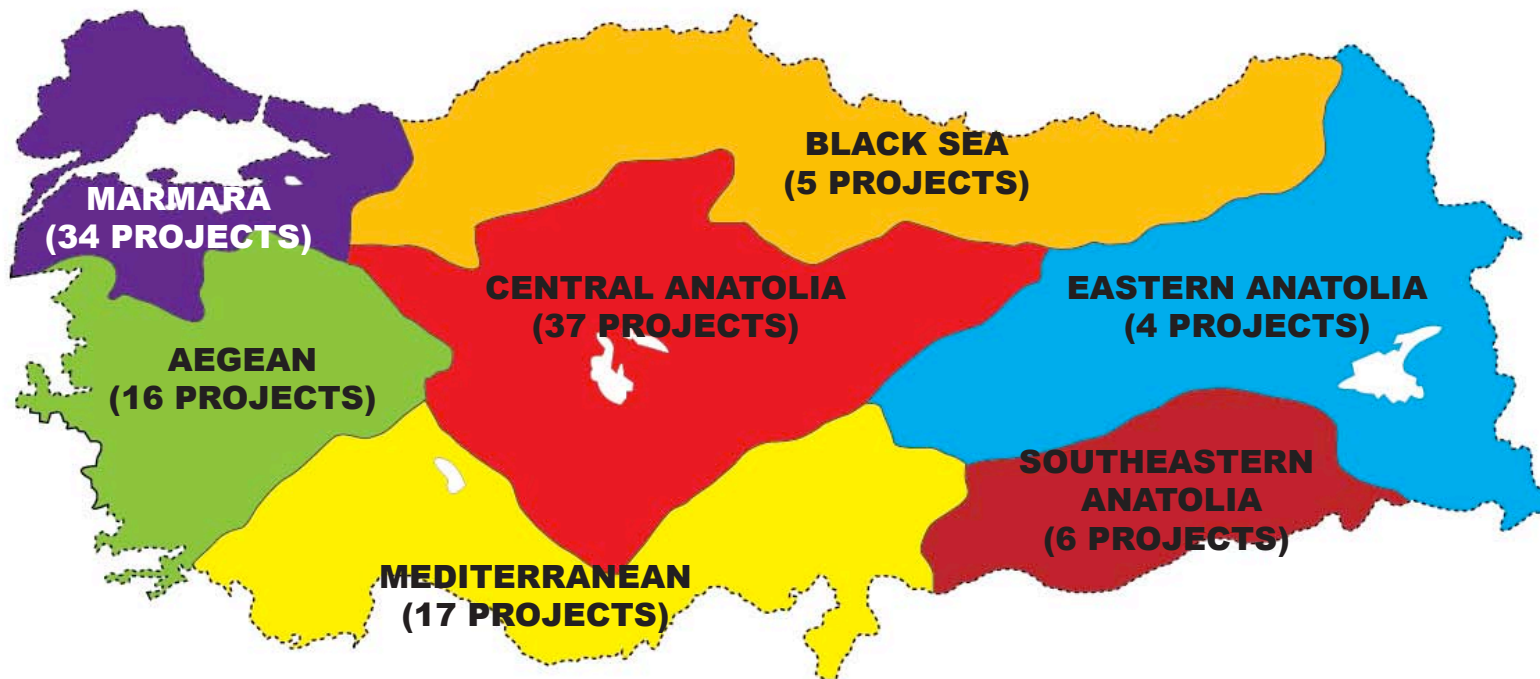 BLACK SEA
(5 PROJECTS)
MARMARA
(34 PROJECTS)
CENTRAL ANATOLIA
(37 PROJECTS)
EASTERN ANATOLIA
(4 PROJECTS)
AEGEAN
(16 PROJECTS)
SOUTHEASTERN
ANATOLIA
(6 PROJECTS)
MEDITERRANEAN
(17 PROJECTS)